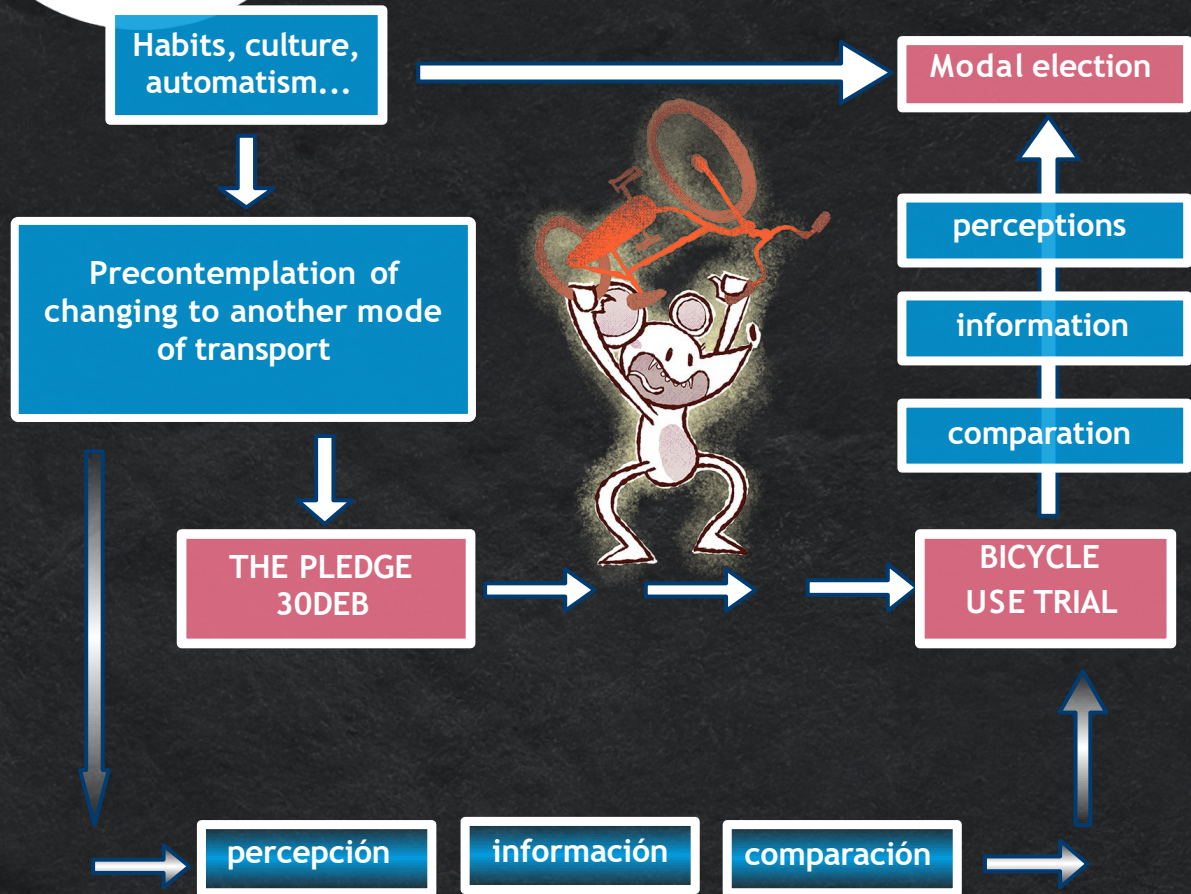 Habits, culture,
automatism...
Modal election
Precontemplation of
changing to another mode
of transport
perceptions
information
comparation
THE PLEDGE
30DEB
BICYCLE
USE TRIAL
percepción
información
comparación